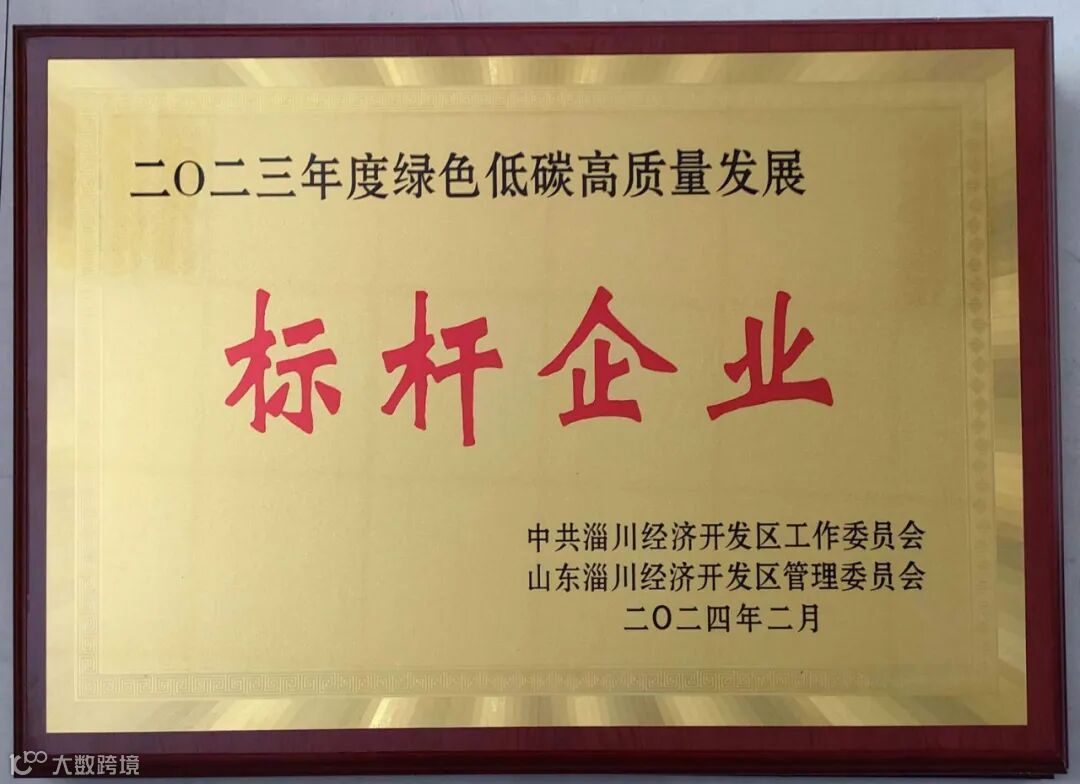 二〇二三年度绿色低碳高质量发展
标杆企业
中共淄川经济开发区工作委员会
山东淄川经济开发区管理委员会
二〇二四年二月
大数跨境